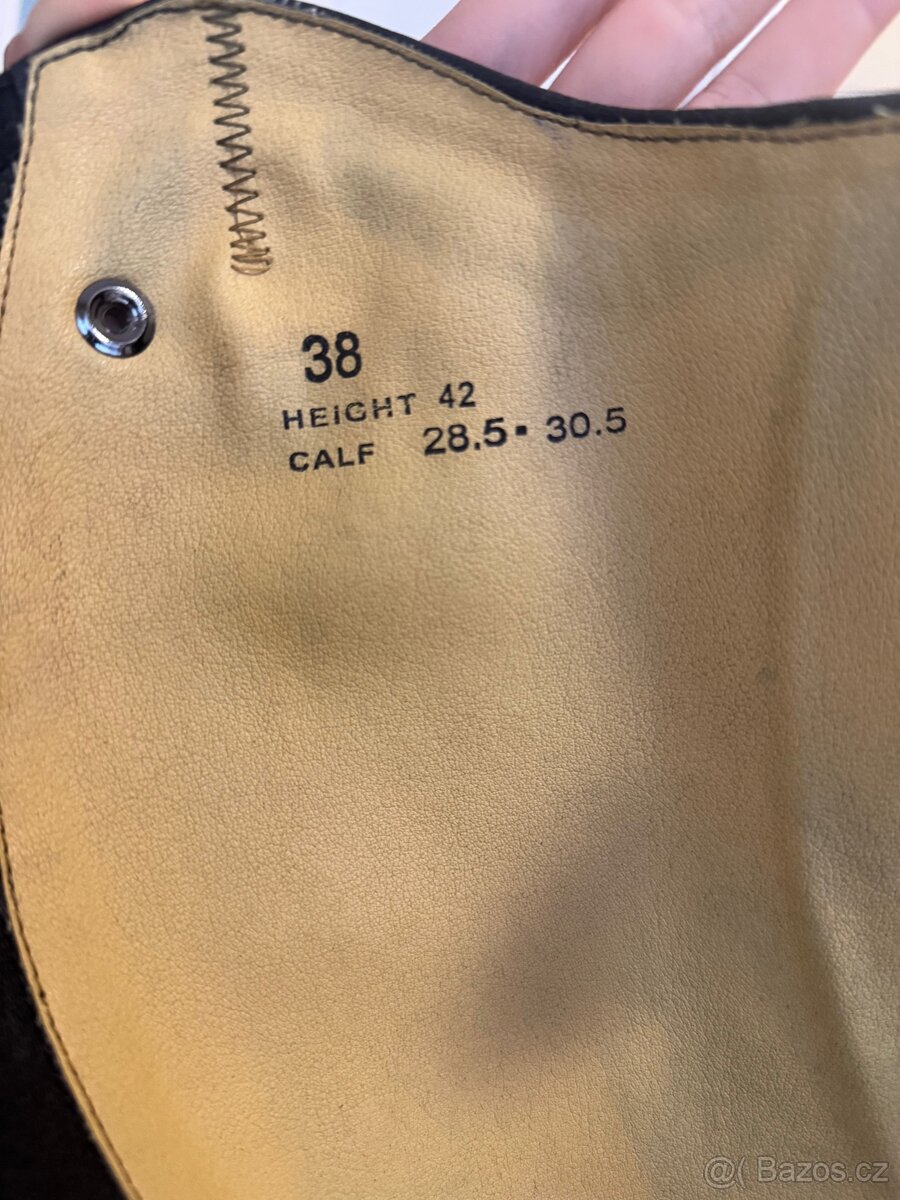 38
HEIGHT 42
CALF 28.5▪ 30.5
@( Bazos.cz